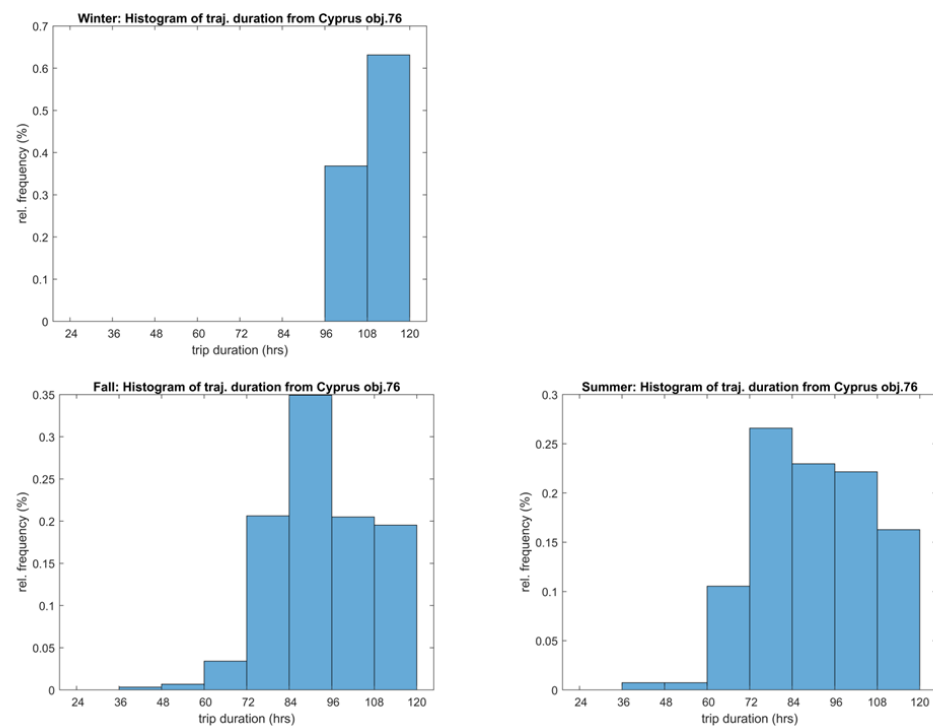 Winter: Histogram of traj. duration from Cyprus obj.76
0.7
0.6
0.5
0.4
0.3
0.2
0.1
0
rel. frequency (%)
24 36 48 60 72 84 96 108 120
trip duration (hrs)
Fall: Histogram of traj. duration from Cyprus obj.76
0.35
0.3
0.25
0.2
0.15
0.1
0.05
0
rel. frequency (%)
24 36 48 60 72 84 96 108 120
trip duration (hrs)
Summer: Histogram of traj. duration from Cyprus obj.76
0.3
0.25
0.2
0.15
0.1
0.05
0
rel. frequency (%)
24 36 48 60 72 84 96 108 120
trip duration (hrs)